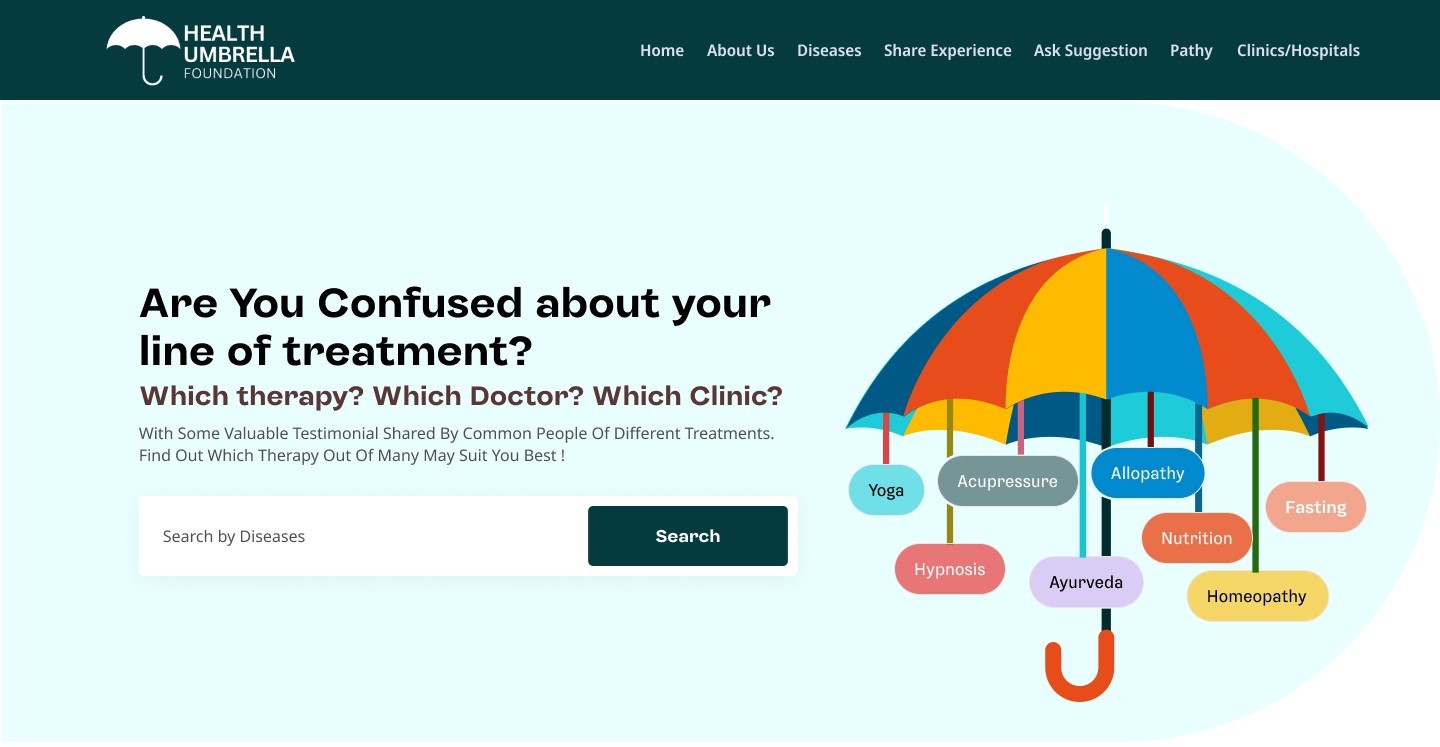 HEALTH
UMBRELLA
FOUNDATION
Home About Us Diseases Share Experience Ask Suggestion Pathy Clinics/Hospitals
Are You Confused about your
line of treatment?
Which therapy? Which Doctor? Which Clinic?
With Some Valuable Testimonial Shared By Common People Of Different Treatments.
Find Out Which Therapy Out Of Many May Suit You Best !
Search by Diseases
Search
Yoga
Acupressure
Allopathy
Fasting
Hypnosis
Nutrition
Ayurveda
Homeopathy